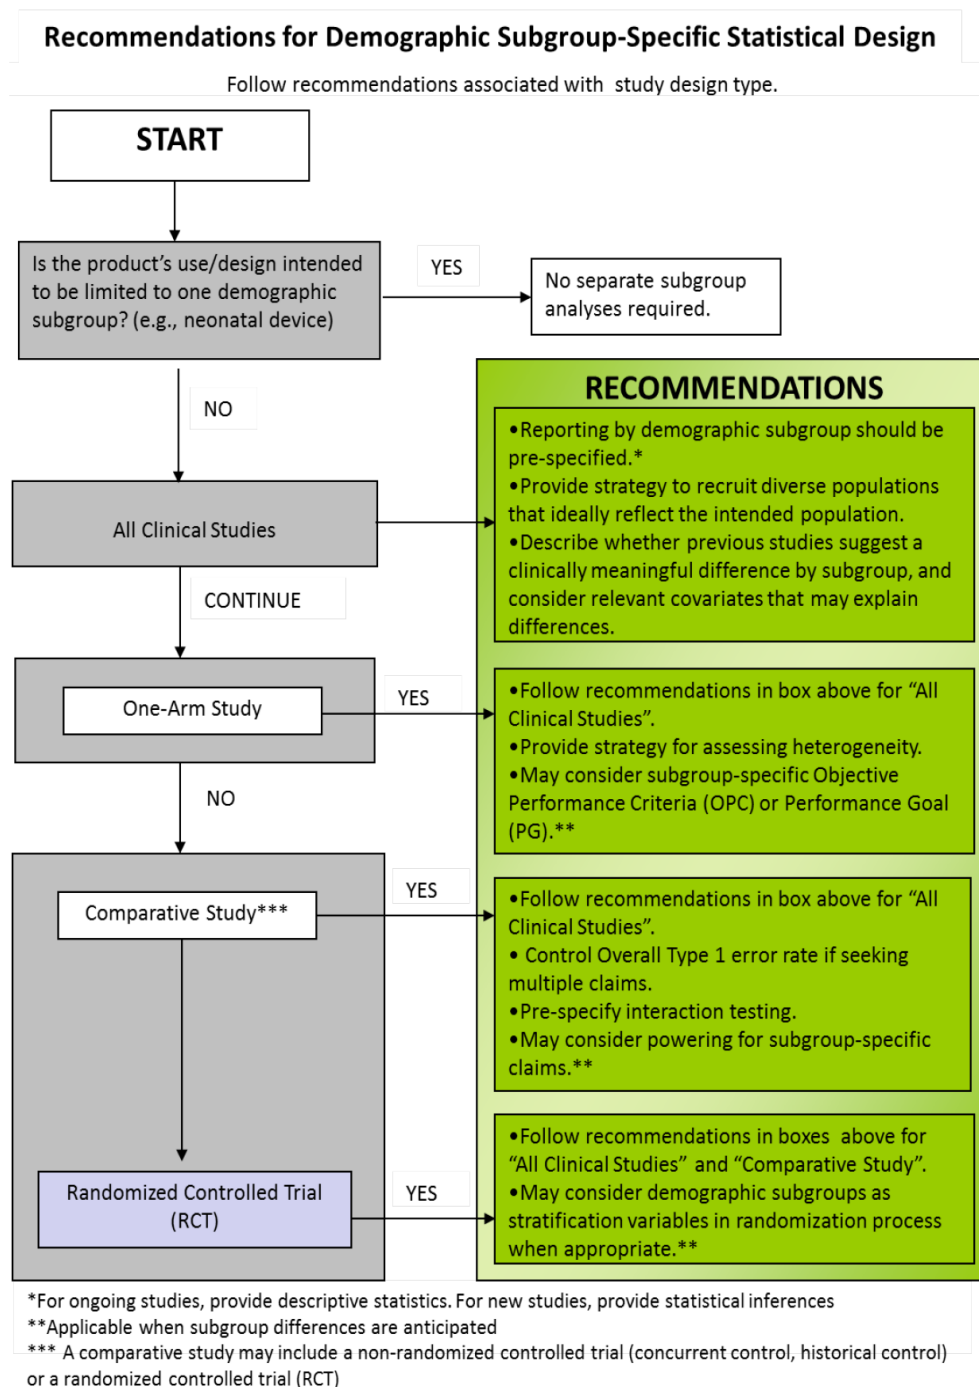 Recommendations for Demographic Subgroup-Specific Statistical Design
Follow recommendations associated with study design type.
START
Is the product's use/design intended
to be limited to one demographic
subgroup? (e.g., neonatal device)
YES
No separate subgroup
analyses required.
NO
RECOMMENDATIONS
All Clinical Studies
•Reporting by demographic subgroup should be
pre-specified.*
•Provide strategy to recruit diverse populations
that ideally reflect the intended population.
•Describe whether previous studies suggest a
clinically meaningful difference by subgroup, and
consider relevant covariates that may explain
differences.
CONTINUE
One-Arm Study
YES
•Follow recommendations in box above for “All
Clinical Studies”.
•Provide strategy for assessing heterogeneity.
•May consider subgroup-specific Objective
Performance Criteria (OPC) or Performance Goal
(PG).**
NO
Comparative Study***
YES
•Follow recommendations in box above for “All
Clinical Studies”.
• Control Overall Type 1 error rate if seeking
multiple claims.
•Pre-specify interaction testing.
•May consider powering for subgroup-specific
claims.**
Randomized Controlled Trial
(RCT)
YES
•Follow recommendations in boxes above for
“All Clinical Studies” and “Comparative Study”.
•May consider demographic subgroups as
stratification variables in randomization process
when appropriate.**
*For ongoing studies, provide descriptive statistics. For new studies, provide statistical inferences
**Applicable when subgroup differences are anticipated
*** A comparative study may include a non-randomized controlled trial (concurrent control, historical control)
or a randomized controlled trial (RCT)